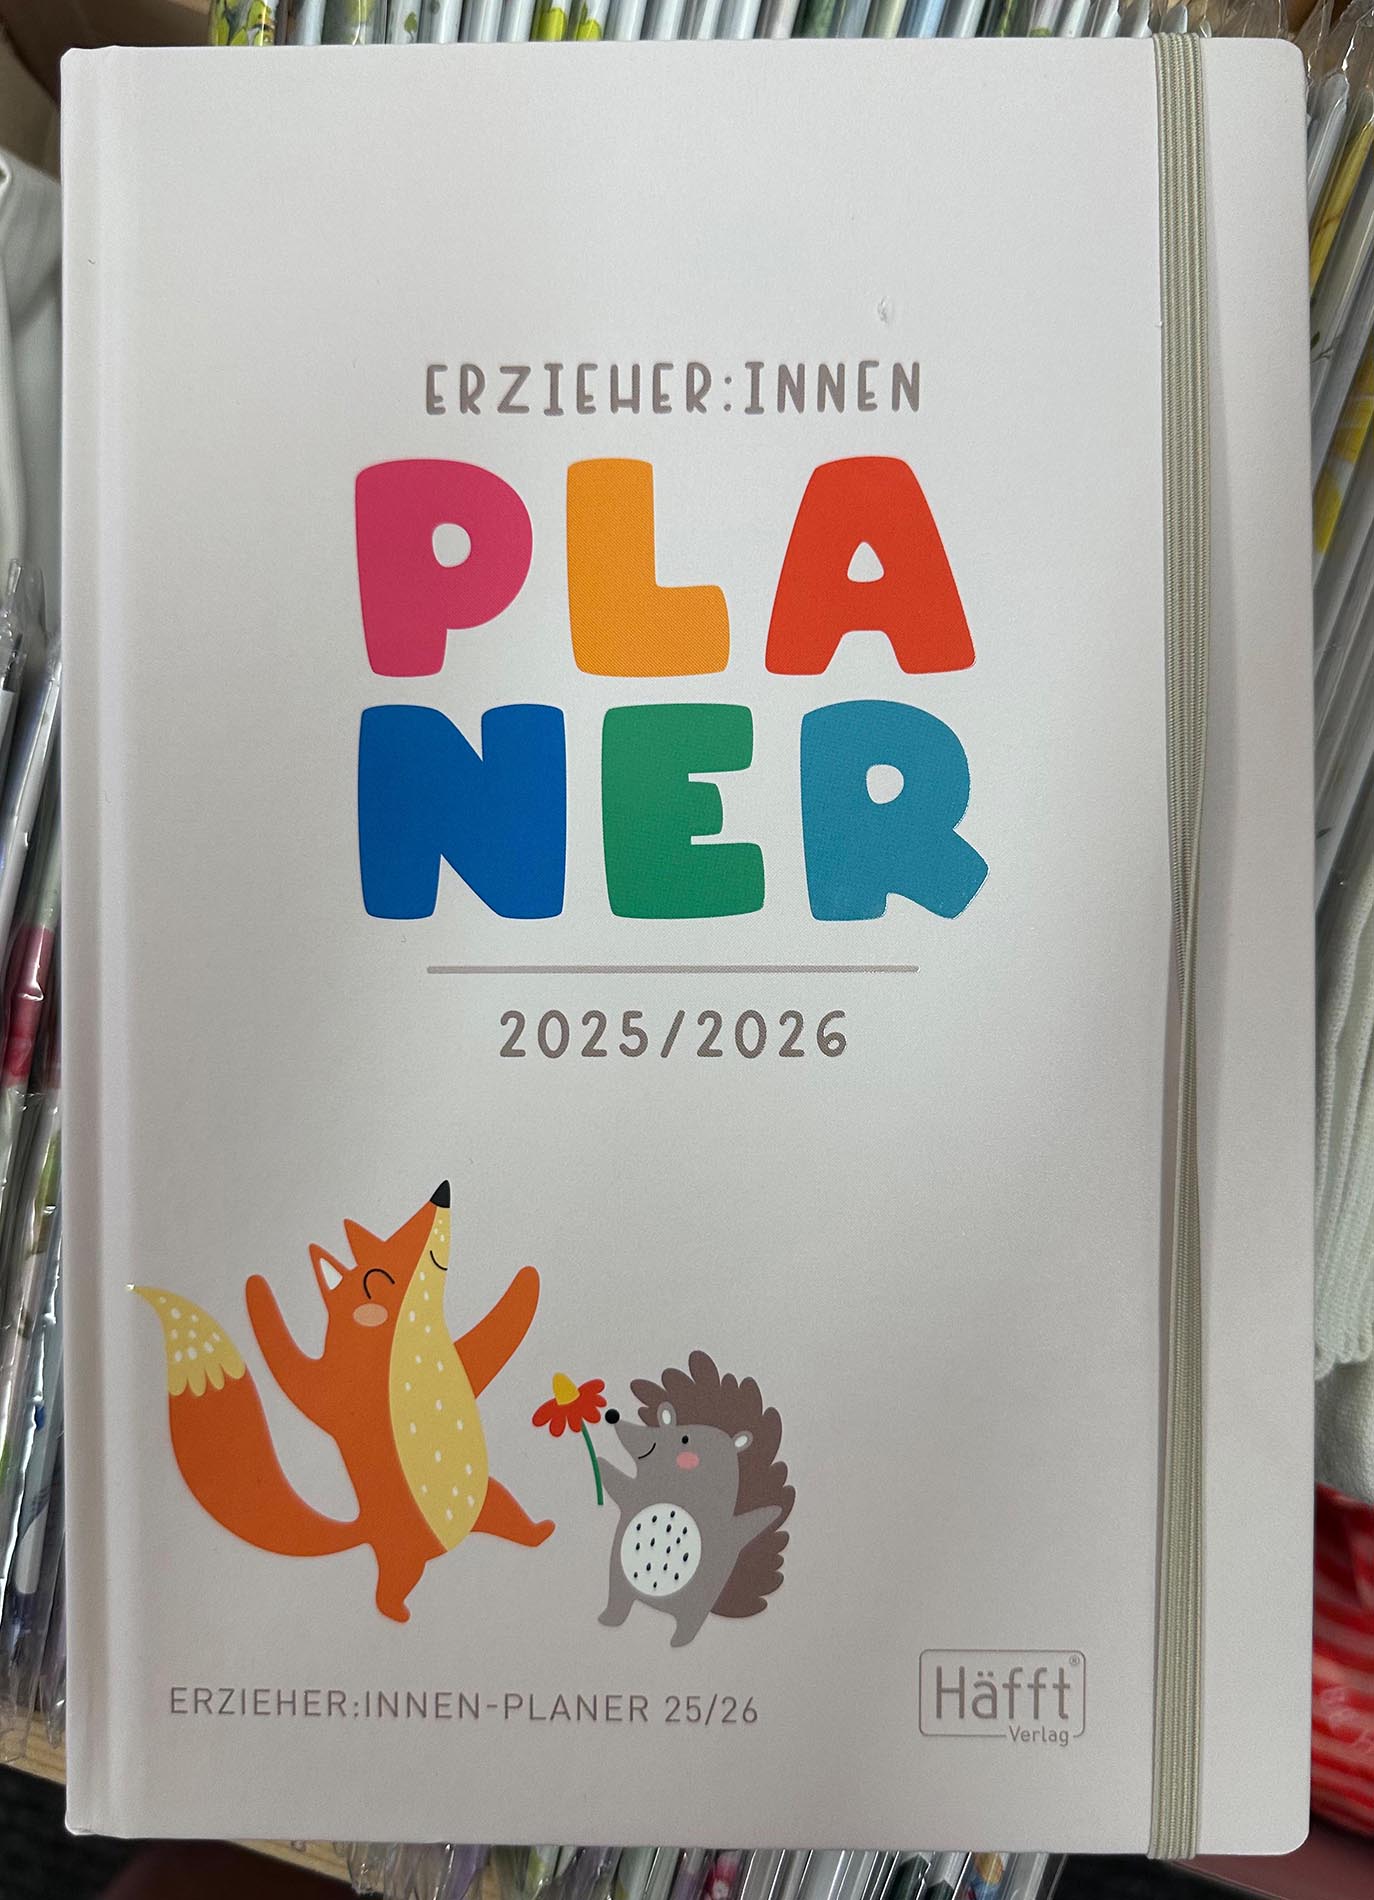 ERZIEHER:INNEN
PLA
NER
2025/2026
ERZIEHER:INNEN-PLANER 25/26
Häfft®
Verlag